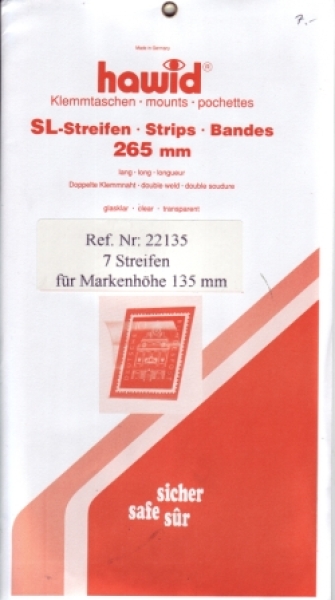 7.-
Made in Germany
hawid®
Klemmtaschen · mounts · pochettes
SL-Streifen · Strips · Bandes
265 mm
lang · long · longueur
Doppelte Klemmnaht · double weld · double soudure
glasklar · clear · transparent
Ref. Nr: 22135
7 Streifen
für Markenhöhe 135 mm
sicher
safe sûr